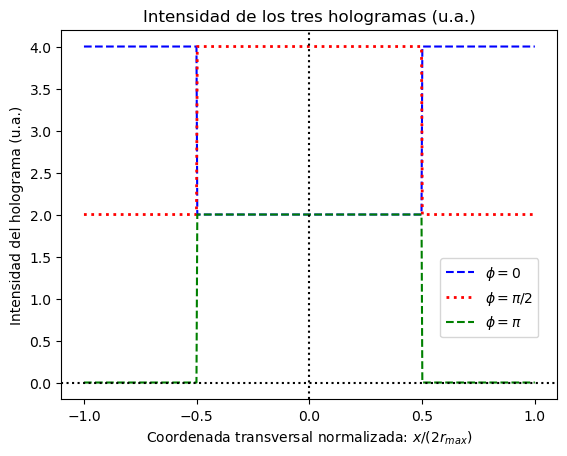 Intensidad de los tres hologramas (u.a.)
Intensidad del holograma (u.a.)
4.0
3.5
3.0
2.5
2.0
1.5
1.0
0.5
0.0
ϕ = 0
ϕ = π/2
ϕ = π
−1.0 −0.5 0.0 0.5 1.0
Coordenada transversal normalizada: x/(2r_max)